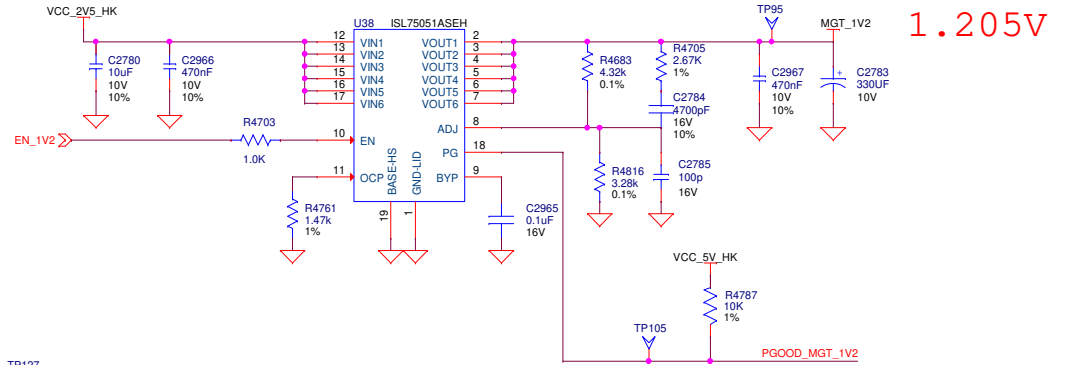 VCC_2V5_HK
U38
ISL75051ASEH
TP95
MGT_1V2
1.205V
12
13
14
15
16
17
VIN1
VIN2
VIN3
VIN4
VIN5
VIN6
VOUT1
VOUT2
VOUT3
VOUT4
VOUT5
VOUT6
2
3
4
5
6
7
C2780
10uF
10V
10%
C2966
470nF
10V
10%
R4683
4.32k
0.1%
R4705
2.67K
1%
C2784
4700pF
16V
10%
C2967
470nF
10V
10%
+
C2783
330UF
10V
EN_1V2
R4703
1.0K
10
EN
ADJ
8
PG
18
11
OCP
BASE-HS
GND-LID
BYP
9
19
1
R4761
1.47k
1%
C2965
0.1uF
16V
R4816
3.28k
0.1%
C2785
100p
16V
VCC_5V_HK
R4787
10K
1%
TP105
PGOOD_MGT_1V2